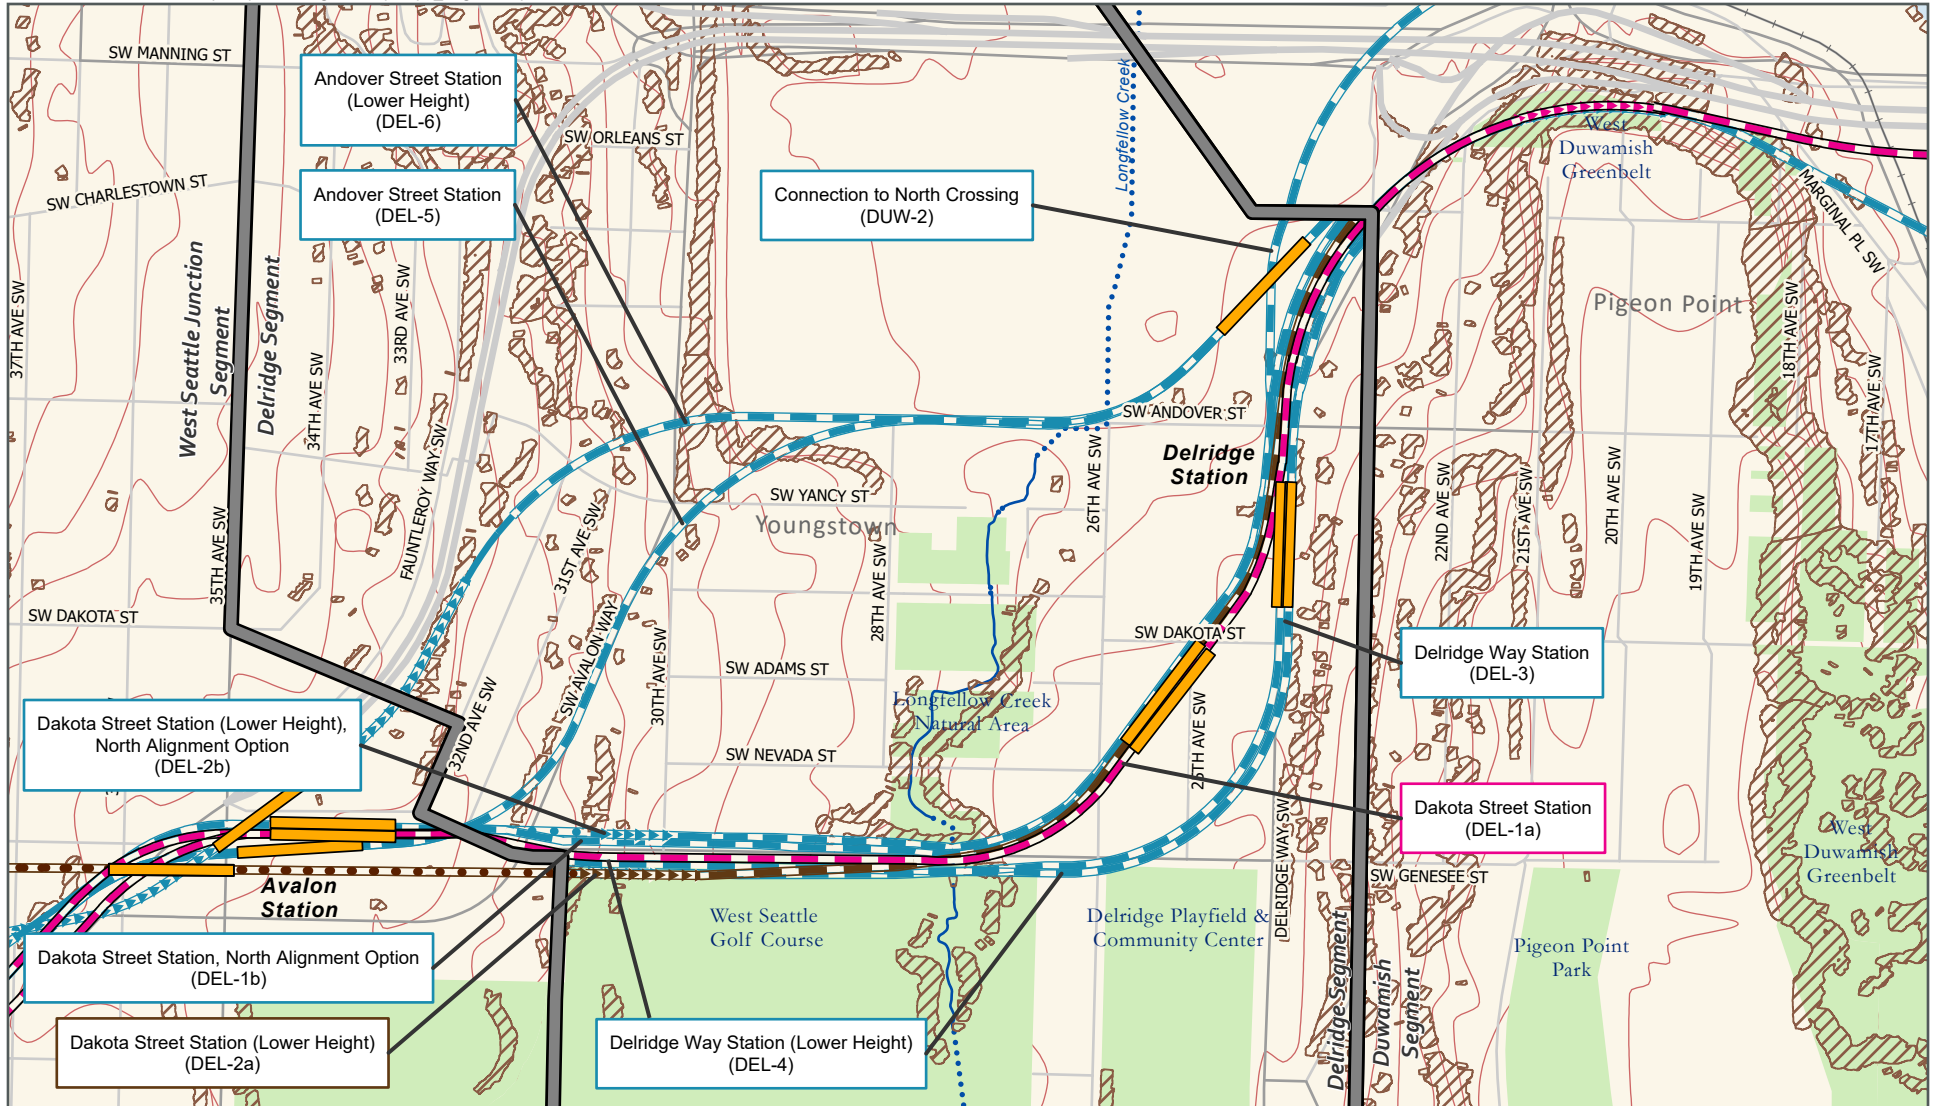 SW MANNING ST
Andover Street Station
(Lower Height)
(DEL-6)
SW ORLEANS ST
Longfellow Creek
West
Duwamish
Greenbelt
SW CHARLESTOWN ST
Andover Street Station
(DEL-5)
Connection to North Crossing
(DUW-2)
MARGINAL PL SW
37TH AVE SW
West Seattle Junction
Segment
Delridge Segment
34TH AVE SW
33RD AVE SW
Pigeon Point
18TH AVE SW
17TH AVE SW
FAUNTLEROY WAY SW
SW ANDOVER ST
Delridge
Station
26TH AVE SW
22ND AVE SW
21ST AVE SW
20TH AVE SW
19TH AVE SW
SW YANCY ST
Youngstown
35TH AVE SW
31ST AVE SW
28TH AVE SW
SW DAKOTA ST
SW AVALON WAY
30TH AVE SW
SW ADAMS ST
SW DAKOTA ST
Delridge Way Station
(DEL-3)
Dakota Street Station (Lower Height),
North Alignment Option
(DEL-2b)
32ND AVE SW
Longfellow Creek
Natural Area
SW NEVADA ST
25TH AVE SW
DELRIDGE WAY SW
Dakota Street Station
(DEL-1a)
West
Duwamish
Greenbelt
SW GENESEE ST
Avalon
Station
West Seattle
Golf Course
Delridge Playfield &
Community Center
Pigeon Point
Park
Dakota Street Station, North Alignment Option
(DEL-1b)
Delridge Segment
Duwamish
Segment
Dakota Street Station (Lower Height)
(DEL-2a)
Delridge Way Station (Lower Height)
(DEL-4)